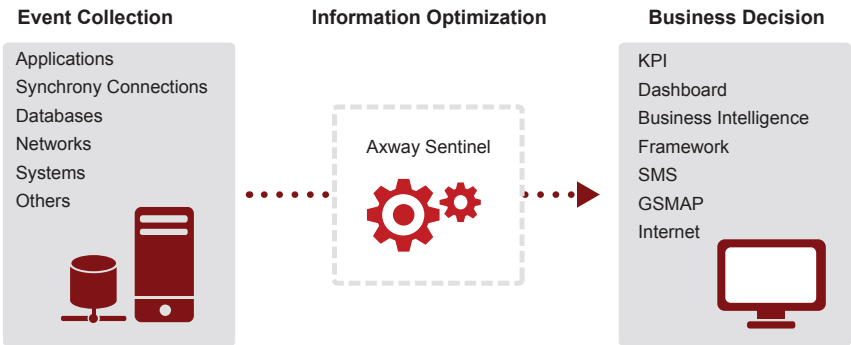 Event Collection
Applications
Synchrony Connections
Databases
Networks
Systems
Others
Information Optimization
Axway Sentinel
Business Decision
KPI
Dashboard
Business Intelligence
Framework
SMS
GSMAP
Internet